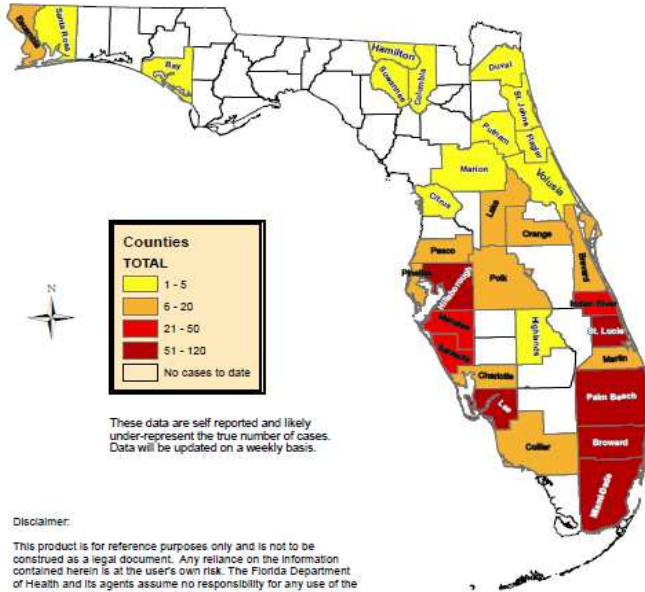 Escambia
Santa Rosa
Bay
Hamilton
Suwannee
Columbia
Duval
St. Johns
Putnam
Flagler
Marion
Volusia
Citrus
Lake
Orange
Brevard
Pasco
Pinellas
Hillsborough
Polk
Indian River
Manatee
Highlands
St. Lucie
Sarasota
Martin
Charlotte
Lee
Palm Beach
Collier
Broward
Miami-Dade
N
Counties
TOTAL
1 - 5
6 - 20
21 - 50
51 - 120
No cases to date
These data are self reported and likely
under-represent the true number of cases.
Data will be updated on a weekly basis.
Disclaimer:
This product is for reference purposes only and is not to be
construed as a legal document. Any reliance on the information
contained herein is at the user's own risk. The Florida Department
of Health and its agents assume no responsibility for any use of the